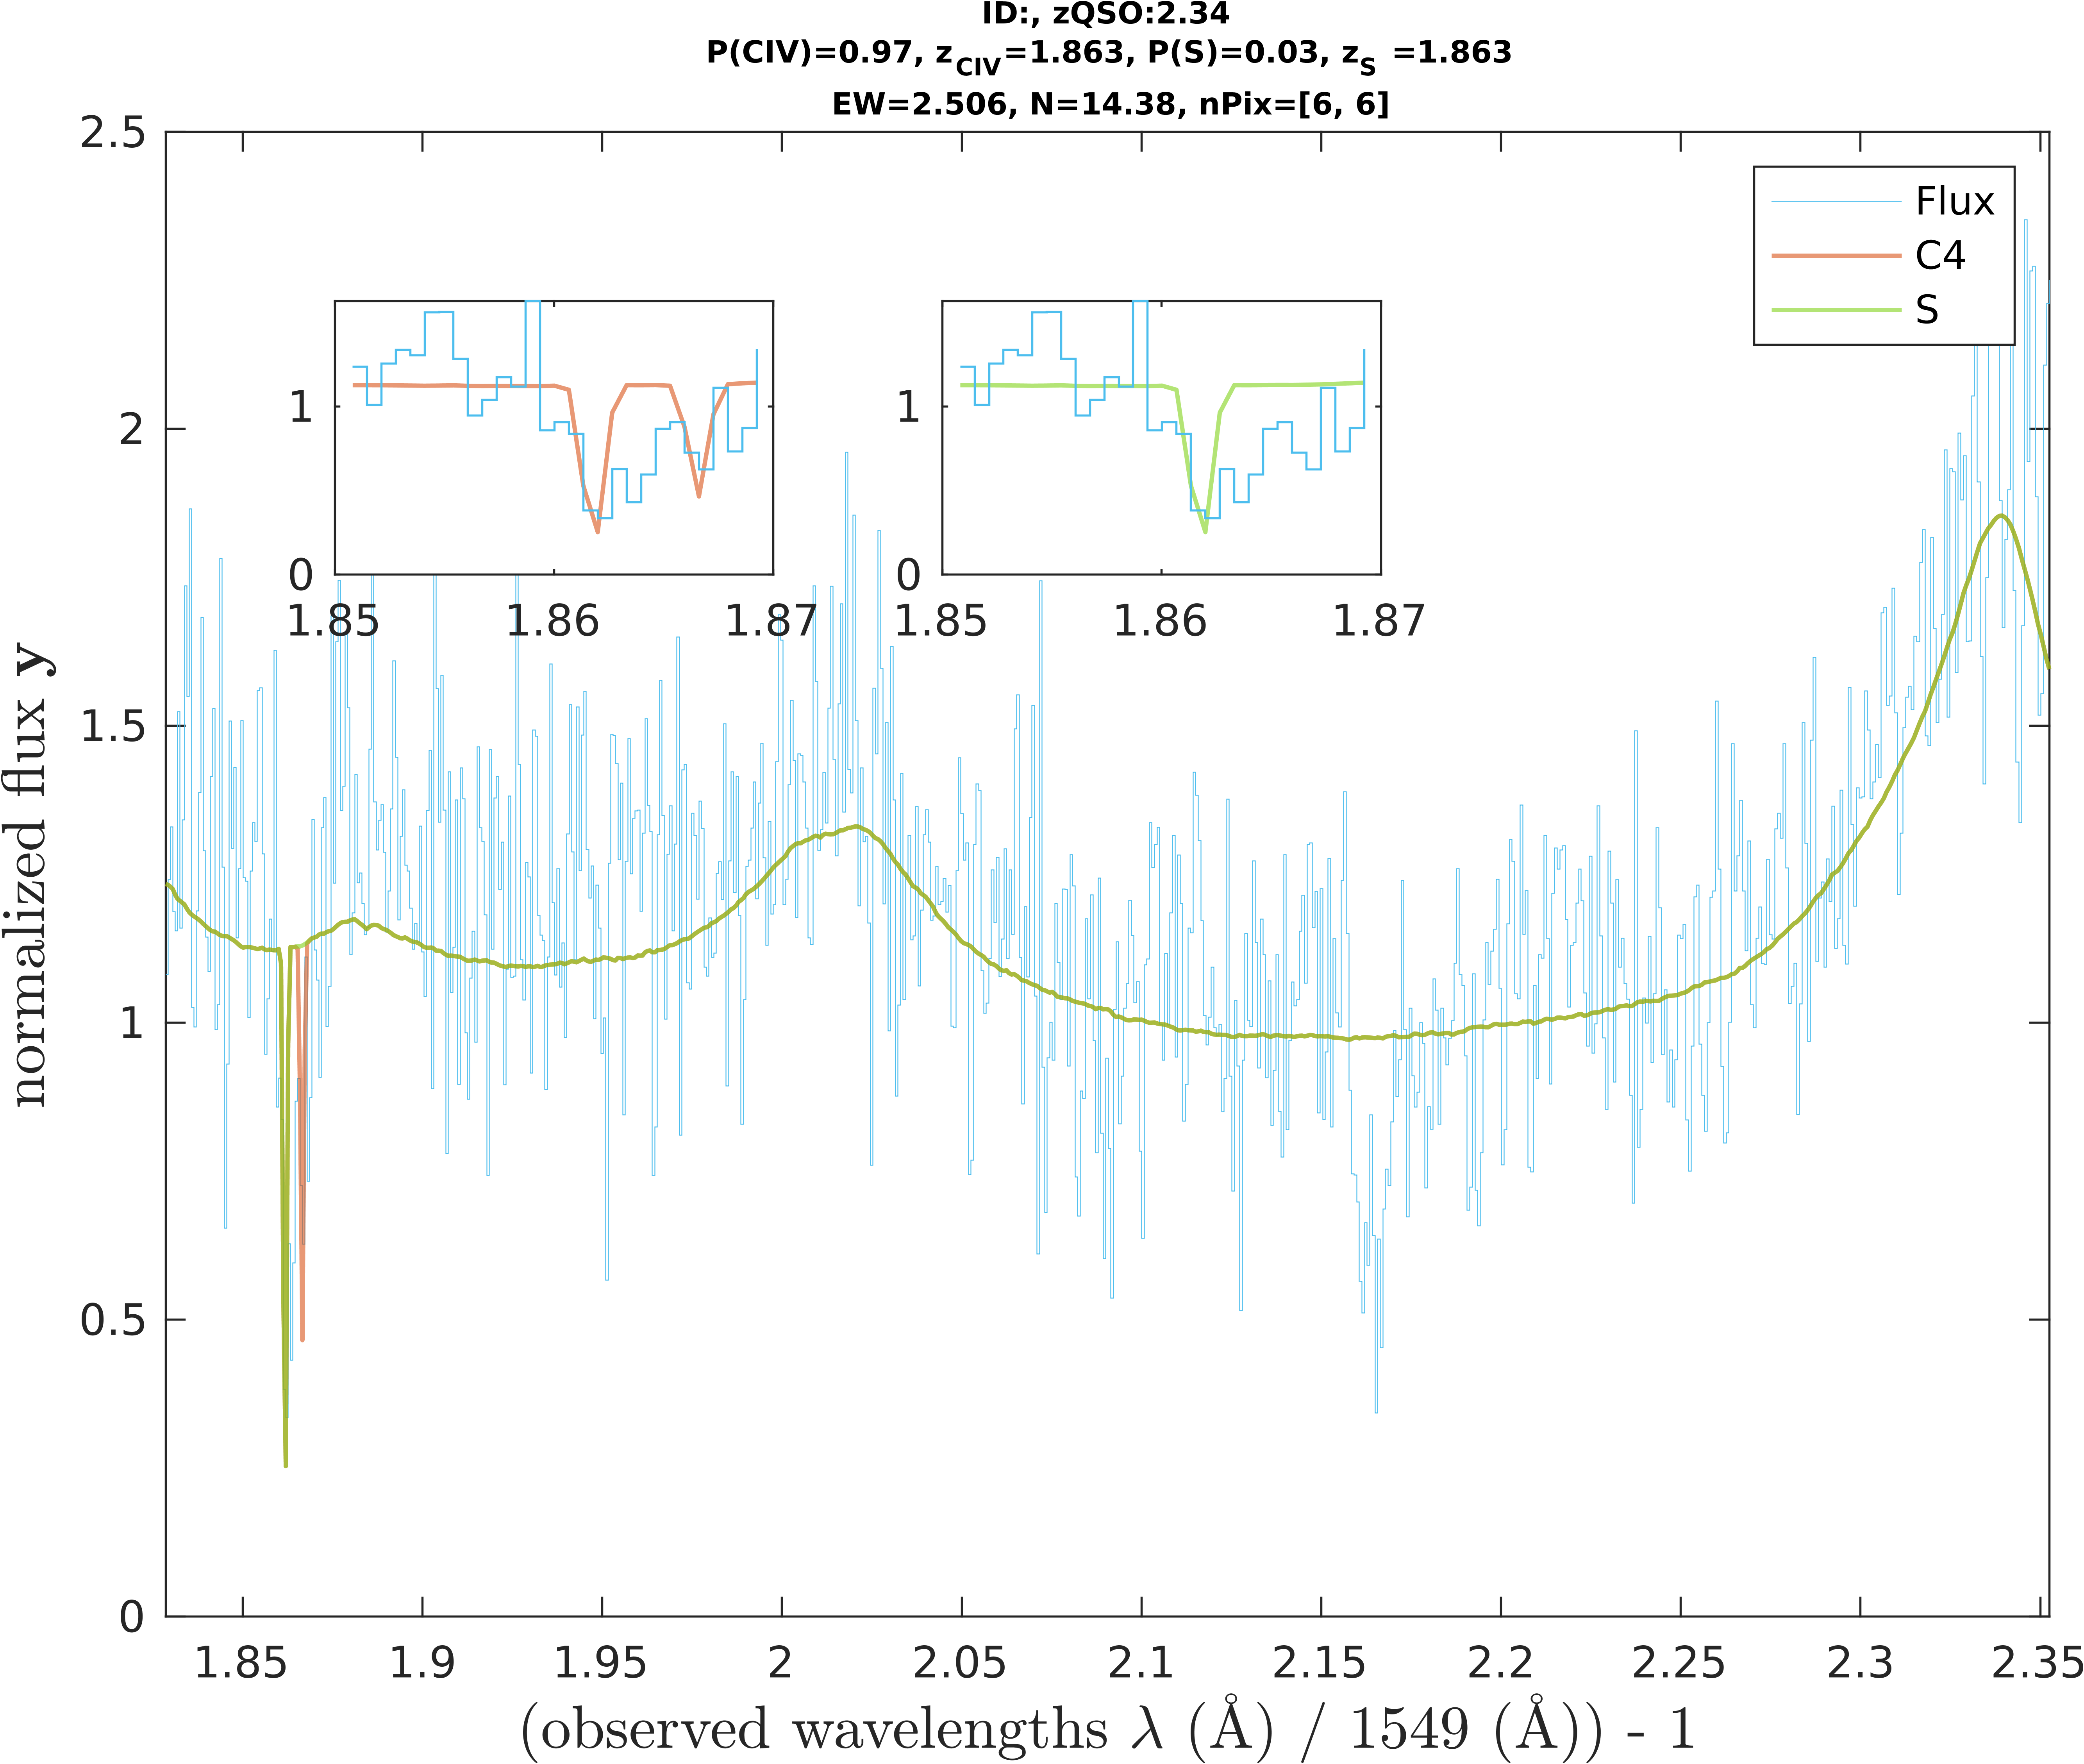 ID:, zQSO:2.34
P(CIV)=0.97, z_CIV=1.863, P(S)=0.03, z_S =1.863
EW=2.506, N=14.38, nPix=[6, 6]
2.5
2
1.5
1
0.5
0
normalized flux y
Flux
C4
S
1
0
1.85 1.86 1.87
1
0
1.85 1.86 1.87
1.85 1.9 1.95 2 2.05 2.1 2.15 2.2 2.25 2.3 2.35
(observed wavelengths λ (Å) / 1549 (Å)) - 1